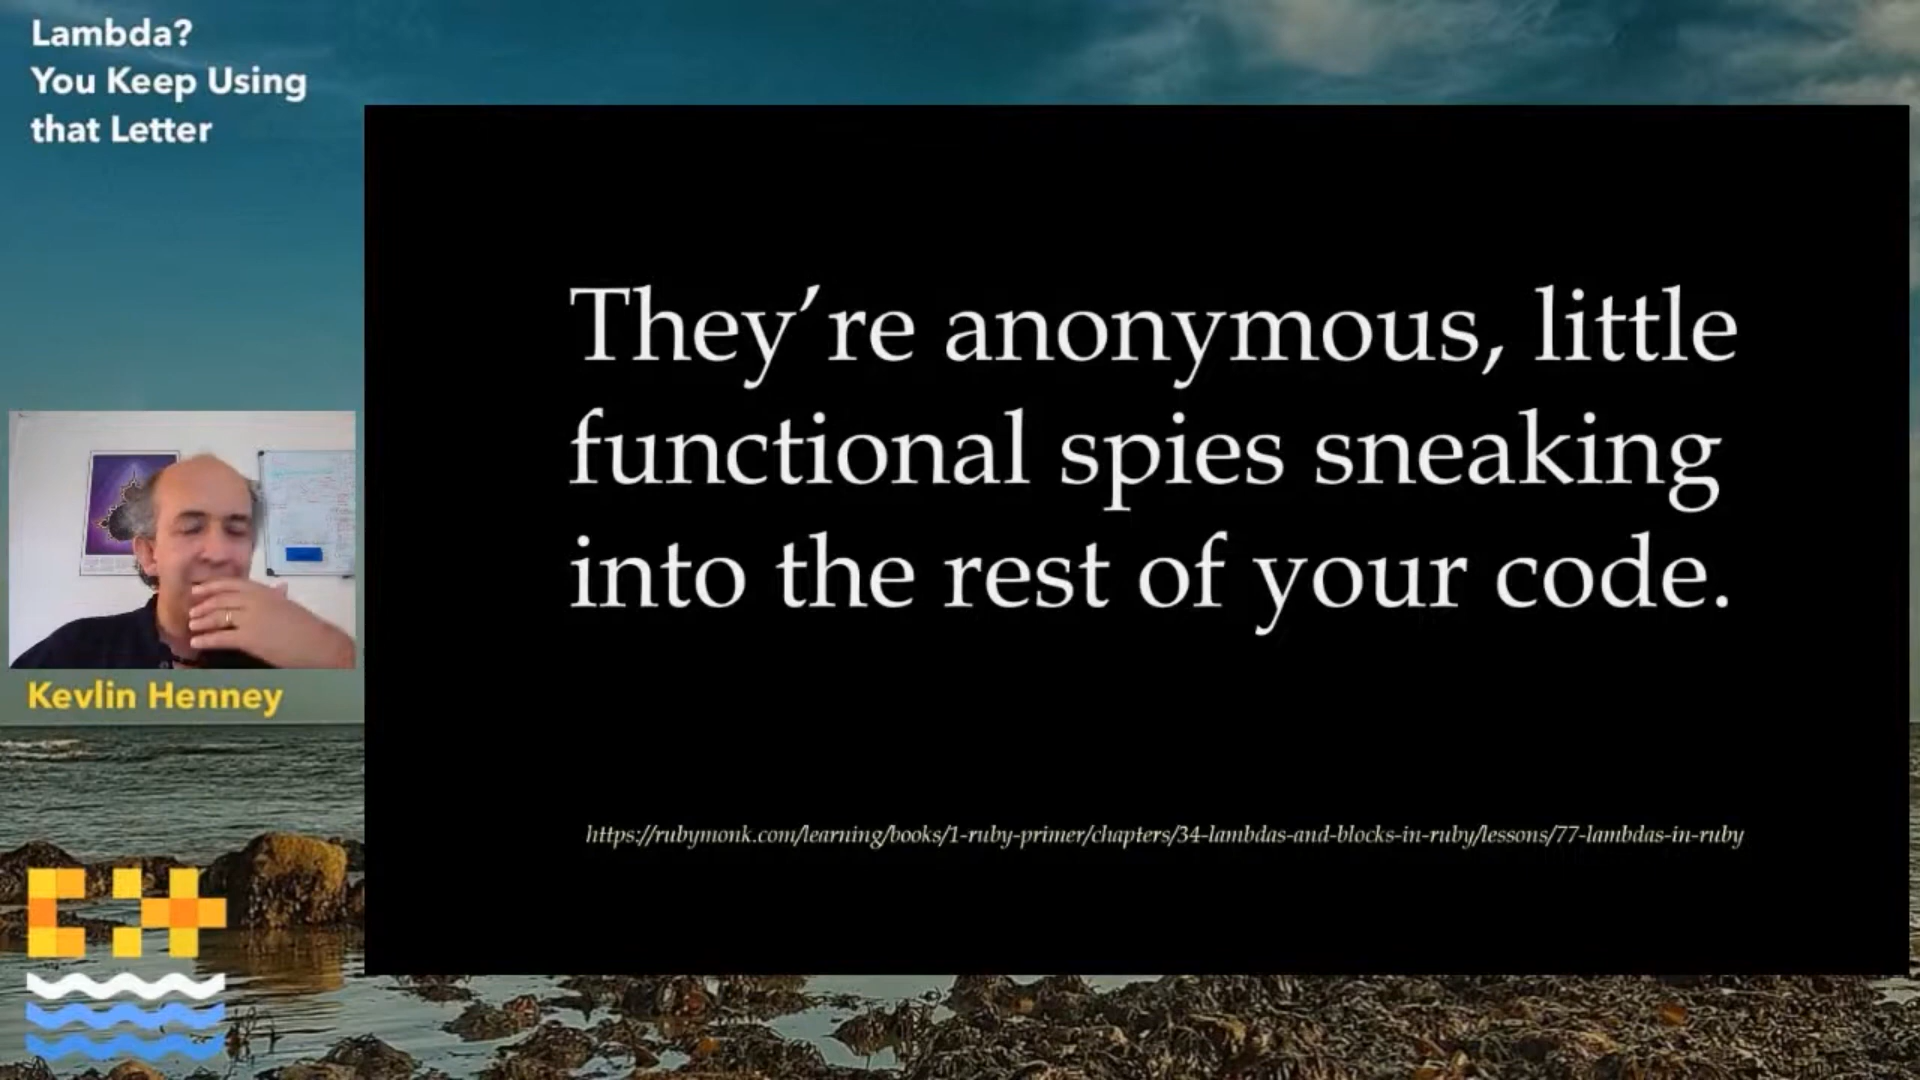 Lambda?
You Keep Using
that Letter
They’re anonymous, little
functional spies sneaking
into the rest of your code.
Kevlin Henney
https://rubymonk.com/learning/books/1-ruby-primer/chapters/34-lambdas-and-blocks-in-ruby/lessons/77-lambdas-in-ruby